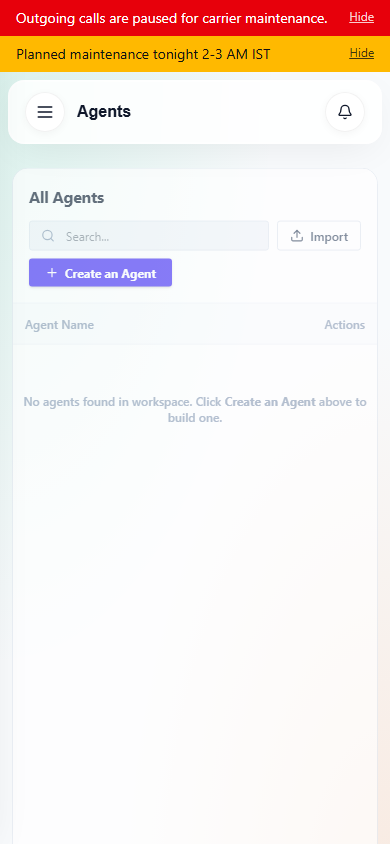 Outgoing calls are paused for carrier maintenance. Hide
Planned maintenance tonight 2-3 AM IST Hide
Agents
All Agents
Search...
Import
Create an Agent
Agent Name Actions
No agents found in workspace. Click Create an Agent above to
build one.